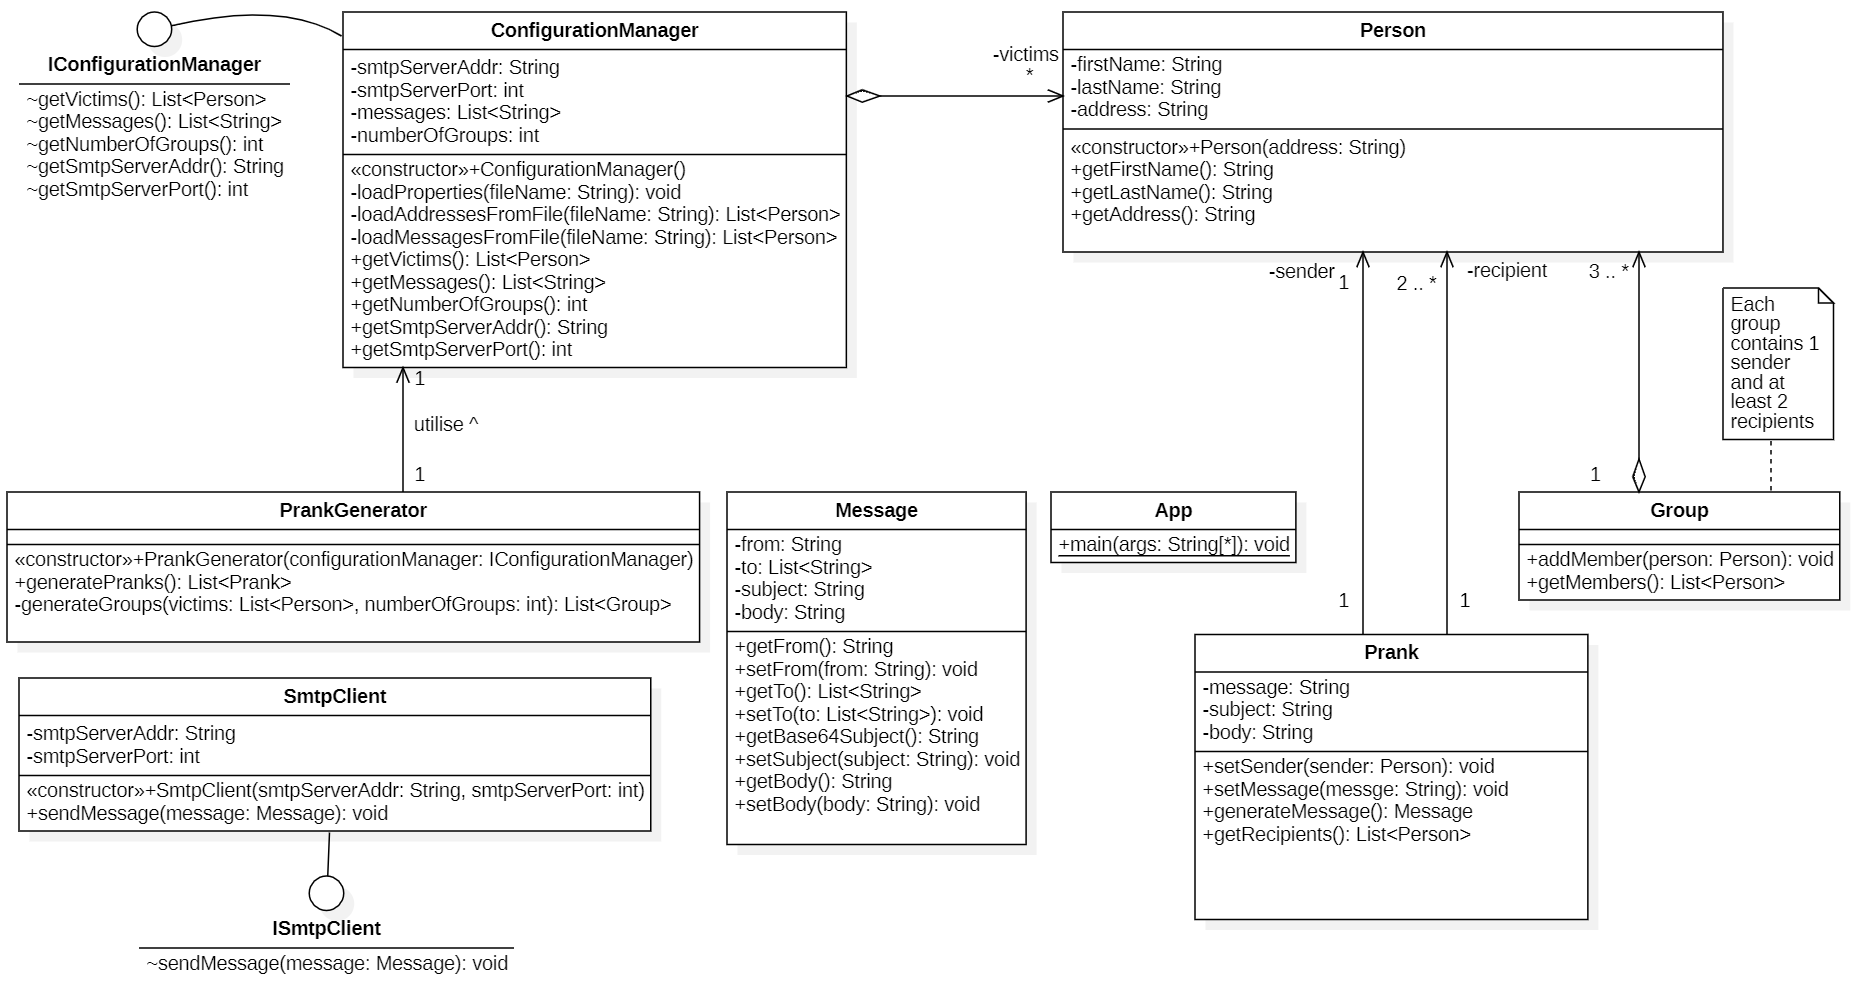 IConfigurationManager
~getVictims(): List<Person>
~getMessages(): List<String>
~getNumberOfGroups(): int
~getSmtpServerAddr(): String
~getSmtpServerPort(): int
ConfigurationManager
-smtpServerAddr: String
-smtpServerPort: int
-messages: List<String>
-numberOfGroups: int
«constructor»+ConfigurationManager()
-loadProperties(fileName: String): void
-loadAddressesFromFile(fileName: String): List<Person>
-loadMessagesFromFile(fileName: String): List<Person>
+getVictims(): List<Person>
+getMessages(): List<String>
+getNumberOfGroups(): int
+getSmtpServerAddr(): String
+getSmtpServerPort(): int
-victims
*
Person
-firstName: String
-lastName: String
-address: String
«constructor»+Person(address: String)
+getFirstName(): String
+getLastName(): String
+getAddress(): String
-sender
1
2 .. *
-recipient
3 .. *
Each
group
contains 1
sender
and at
least 2
recipients
1
utilise ^
1
1
PrankGenerator
«constructor»+PrankGenerator(configurationManager: IConfigurationManager)
+generatePranks(): List<Prank>
-generateGroups(victims: List<Person>, numberOfGroups: int): List<Group>
Message
-from: String
-to: List<String>
-subject: String
-body: String
+getFrom(): String
+setFrom(from: String): void
+getTo(): List<String>
+setTo(to: List<String>): void
+getBase64Subject(): String
+setSubject(subject: String): void
+getBody(): String
+setBody(body: String): void
App
+main(args: String[*]): void
Group
+addMember(person: Person): void
+getMembers(): List<Person>
1
1
Prank
-message: String
-subject: String
-body: String
+setSender(sender: Person): void
+setMessage(messge: String): void
+generateMessage(): Message
+getRecipients(): List<Person>
SmtpClient
-smtpServerAddr: String
-smtpServerPort: int
«constructor»+SmtpClient(smtpServerAddr: String, smtpServerPort: int)
+sendMessage(message: Message): void
ISmtpClient
~sendMessage(message: Message): void